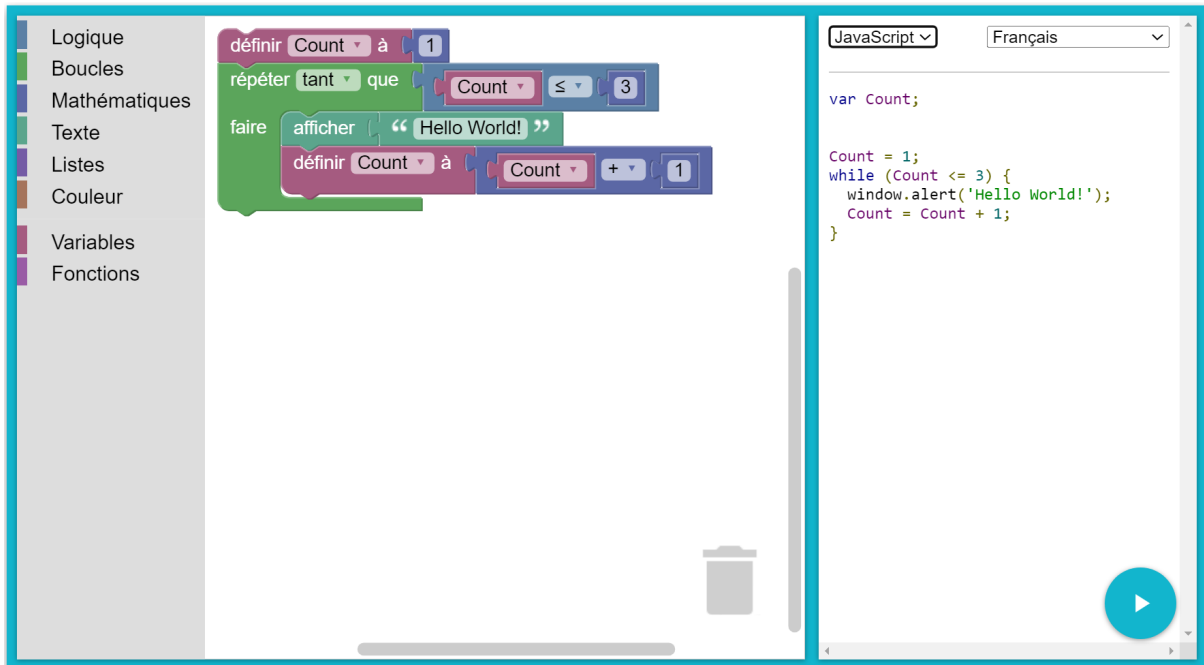 Logique
Boucles
Mathématiques
Texte
Listes
Couleur
Variables
Fonctions
définir Count à 1
répéter tant que Count ≤ 3
faire afficher “ Hello World! ”
définir Count à Count + 1
JavaScript Français
var Count;
Count = 1;
while (Count <= 3) {
window.alert('Hello World!');
Count = Count + 1;
}